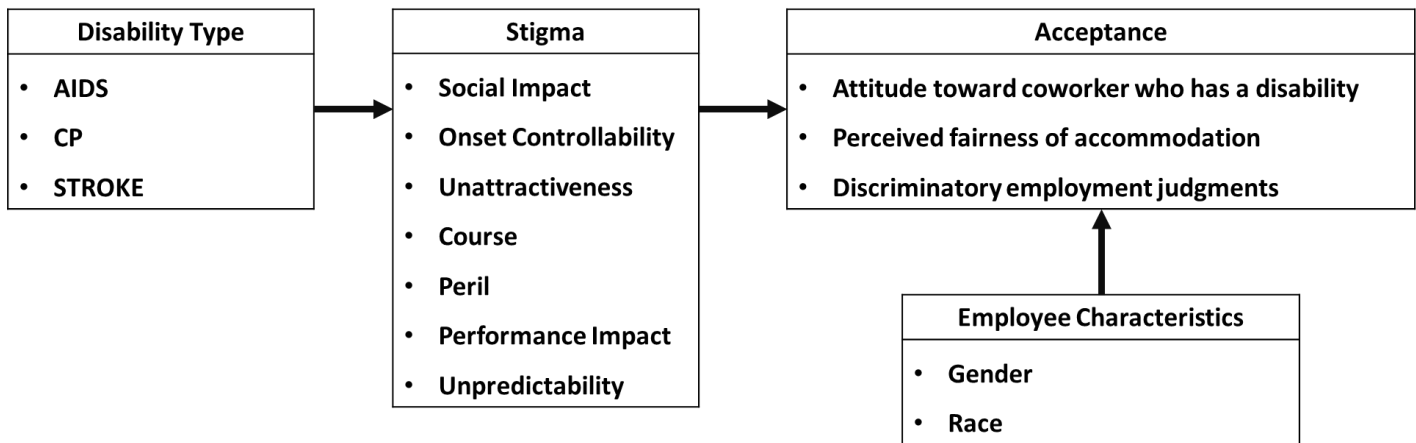 Disability Type
• AIDS
• CP
• STROKE
Stigma
• Social Impact
• Onset Controllability
• Unattractiveness
• Course
• Peril
• Performance Impact
• Unpredictability
Acceptance
• Attitude toward coworker who has a disability
• Perceived fairness of accommodation
• Discriminatory employment judgments
Employee Characteristics
• Gender
• Race